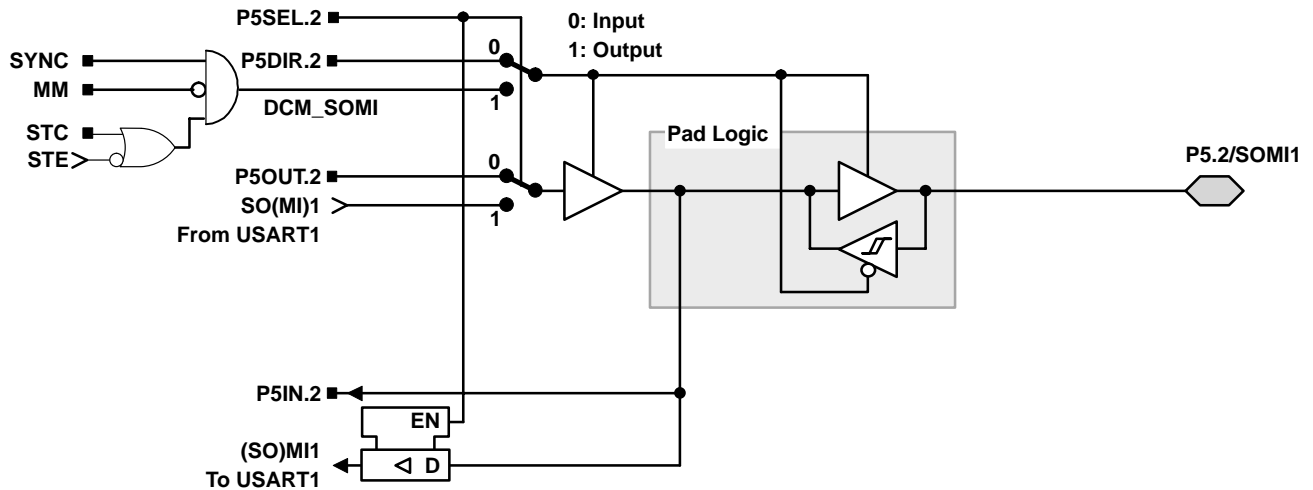 P5SEL.2
0: Input
1: Output
SYNC
P5DIR.2
0
MM
DCM_SOMI
1
STC
STE
Pad Logic
P5.2/SOMI1
P5OUT.2
0
SO(MI)1
1
From USART1
P5IN.2
EN
(SO)MI1
D
To USART1